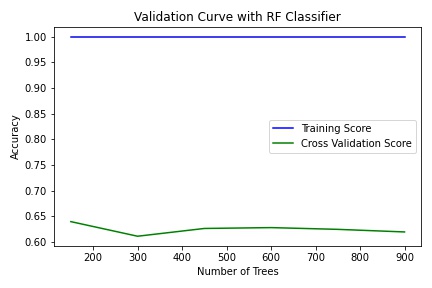 Validation Curve with RF Classifier
1.00
0.95
0.90
0.85
0.80
0.75
0.70
0.65
0.60
Accuracy
Training Score
Cross Validation Score
200 300 400 500 600 700 800 900
Number of Trees